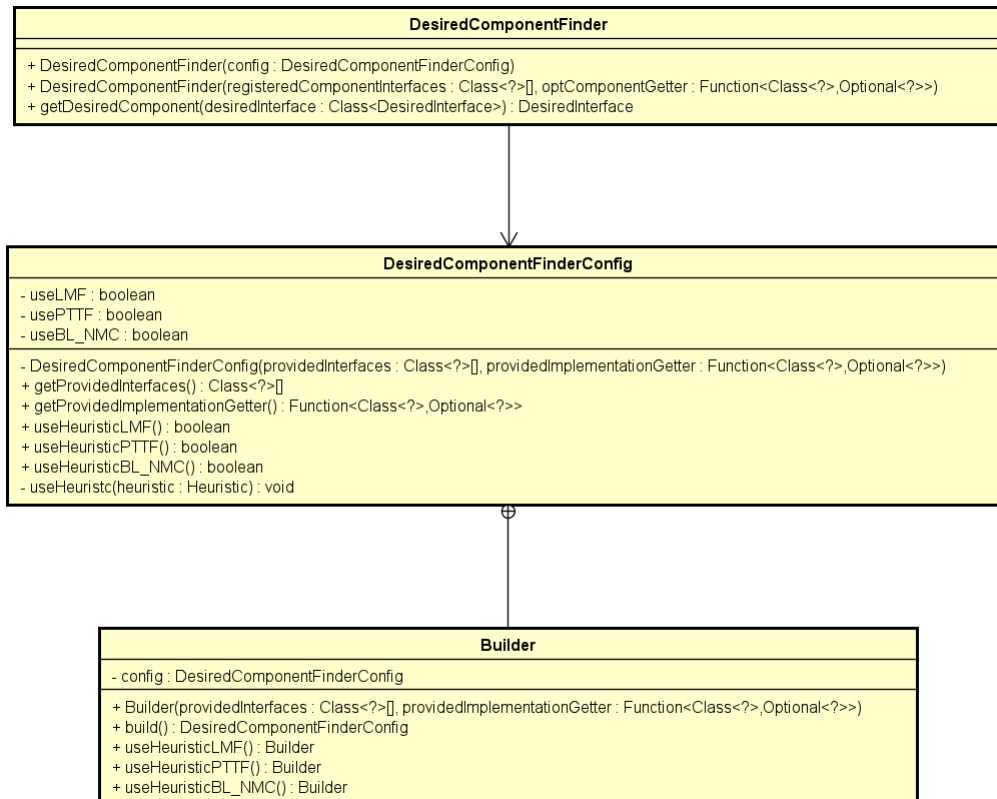 DesiredComponentFinder
+ DesiredComponentFinder(config : DesiredComponentFinderConfig)
+ DesiredComponentFinder(registeredComponentInterfaces : Class<?>[], optComponentGetter : Function<Class<?>,Optional<?>>)
+ getDesiredComponent(desiredInterface : Class<DesiredInterface>) : DesiredInterface
DesiredComponentFinderConfig
- useLMF : boolean
- usePTTF : boolean
- useBL_NMC : boolean
- DesiredComponentFinderConfig(providedInterfaces : Class<?>[], providedImplementationGetter : Function<Class<?>,Optional<?>>)
+ getProvidedInterfaces() : Class<?>[]
+ getProvidedImplementationGetter() : Function<Class<?>,Optional<?>>
+ useHeuristicLMF() : boolean
+ useHeuristicPTTF() : boolean
+ useHeuristicBL_NMC() : boolean
- useHeuristc(heuristic : Heuristic) : void
Builder
- config : DesiredComponentFinderConfig
+ Builder(providedInterfaces : Class<?>[], providedImplementationGetter : Function<Class<?>,Optional<?>>)
+ build() : DesiredComponentFinderConfig
+ useHeuristicLMF() : Builder
+ useHeuristicPTTF() : Builder
+ useHeuristicBL_NMC() : Builder